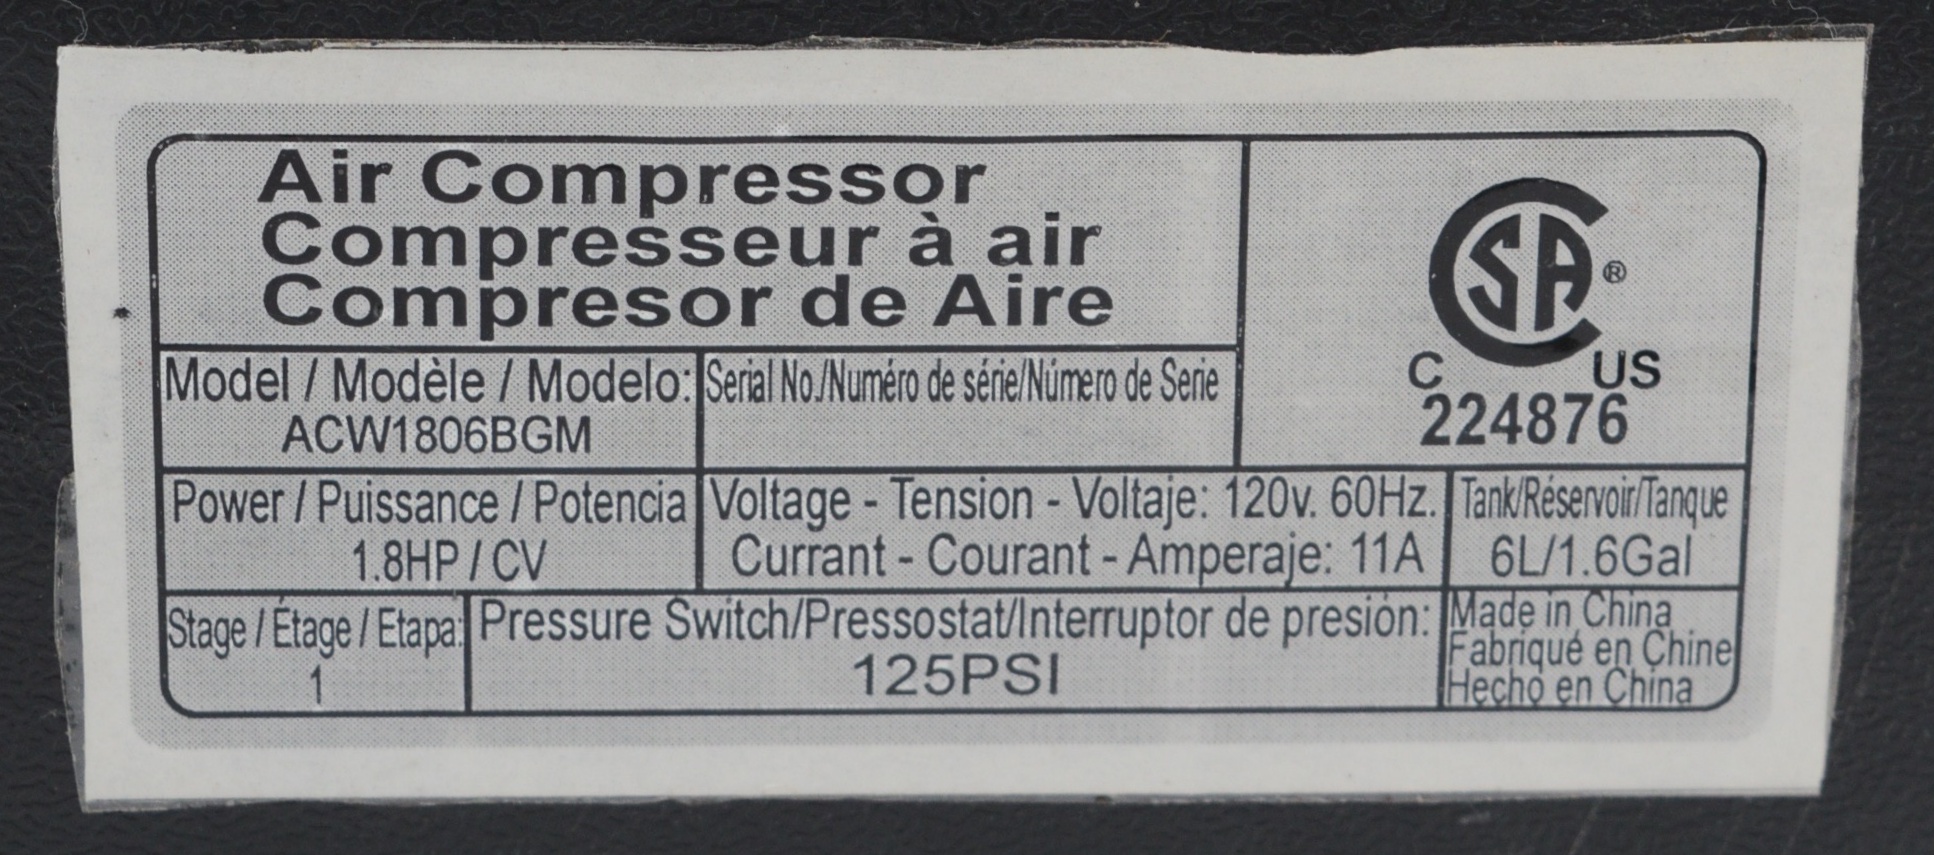 Air Compressor
Compresseur à air
Compresor de Aire
CSA®
C US
224876
Model / Modèle / Modelo:
ACW1806BGM
Serial No./Numéro de série/Número de Serie
Power / Puissance / Potencia
1.8HP / CV
Voltage - Tension - Voltaje: 120v. 60Hz.
Currant - Courant - Amperaje: 11A
Tank/Réservoir/Tanque
6L/1.6Gal
Stage / Étage / Etapa:
1
Pressure Switch/Pressostat/Interruptor de presión:
125PSI
Made in China
Fabriqué en Chine
Hecho en China